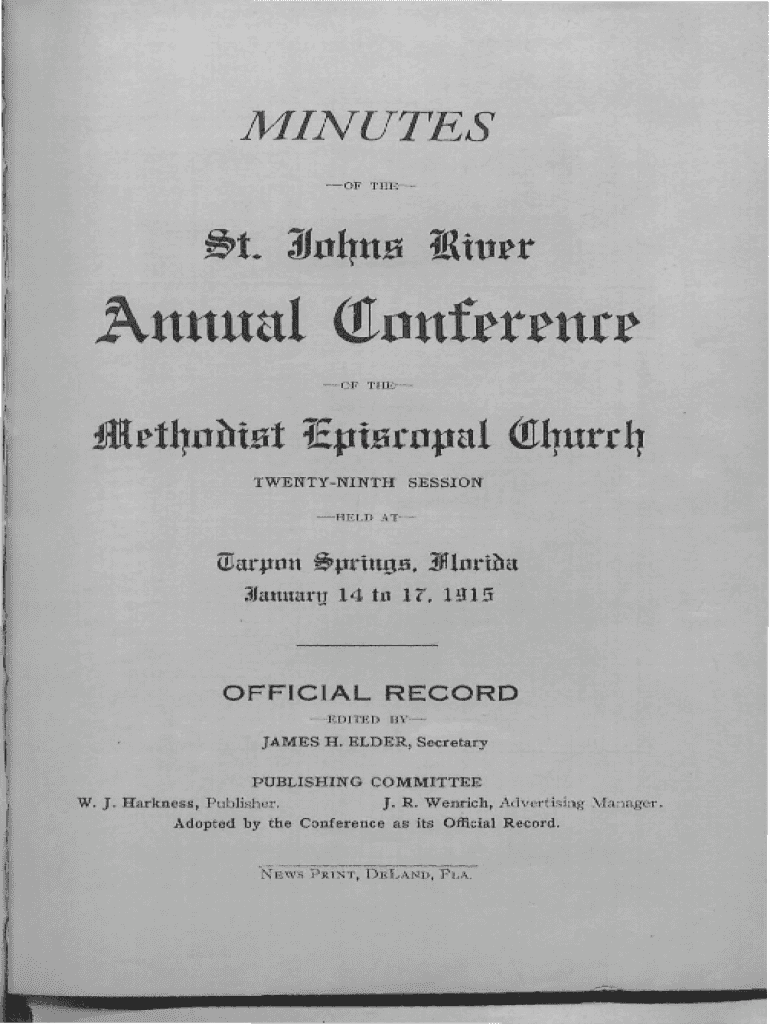 MINUTES
—OF THE—
St. Johns River
Annual Conference
—OF THE—
Methodist Episcopal Church
TWENTY-NINTH SESSION
—HELD AT—
Tarpon Springs, Florida
January 14 to 17, 1915
OFFICIAL RECORD
—EDITED BY—
JAMES H. ELDER, Secretary
PUBLISHING COMMITTEE
W. J. Harkness, Publisher. J. R. Wenrich, Advertising Manager.
Adopted by the Conference as its Official Record.
NEWS PRINT, DELAND, FLA.